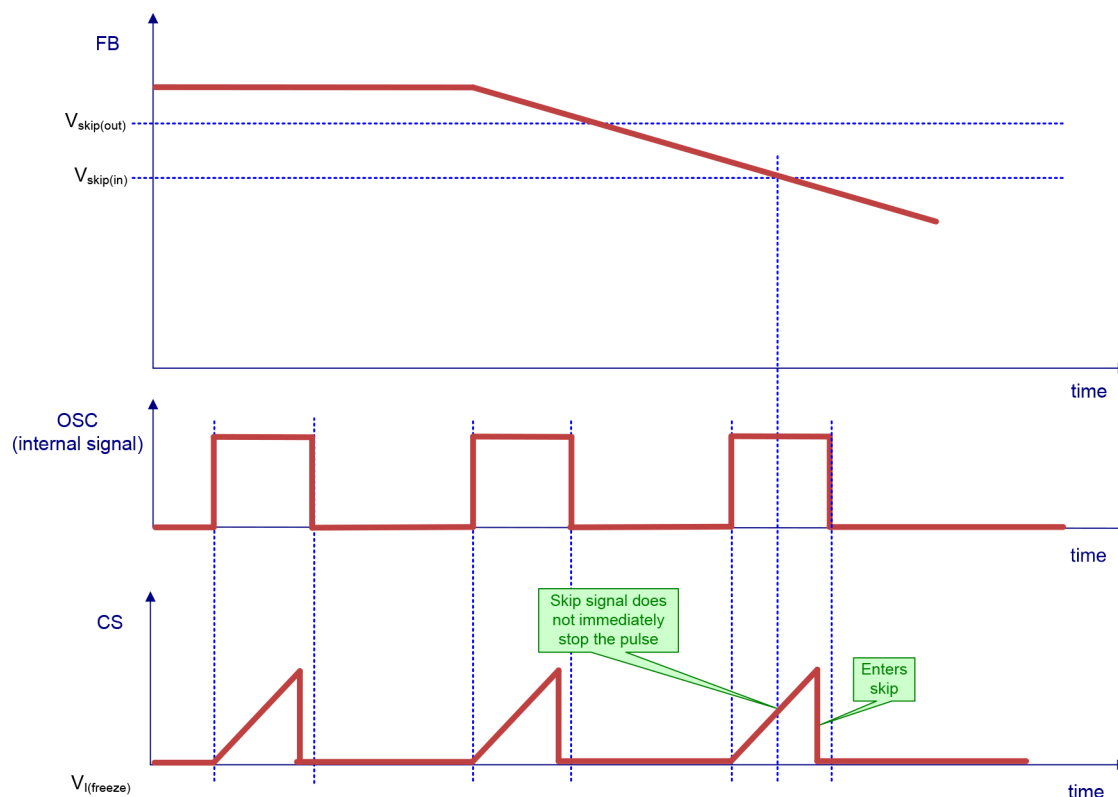 FB
Vskip(out)
Vskip(in)
time
OSC
(internal signal)
time
CS
Skip signal does
not immediately
stop the pulse
Enters
skip
VI(freeze)
time